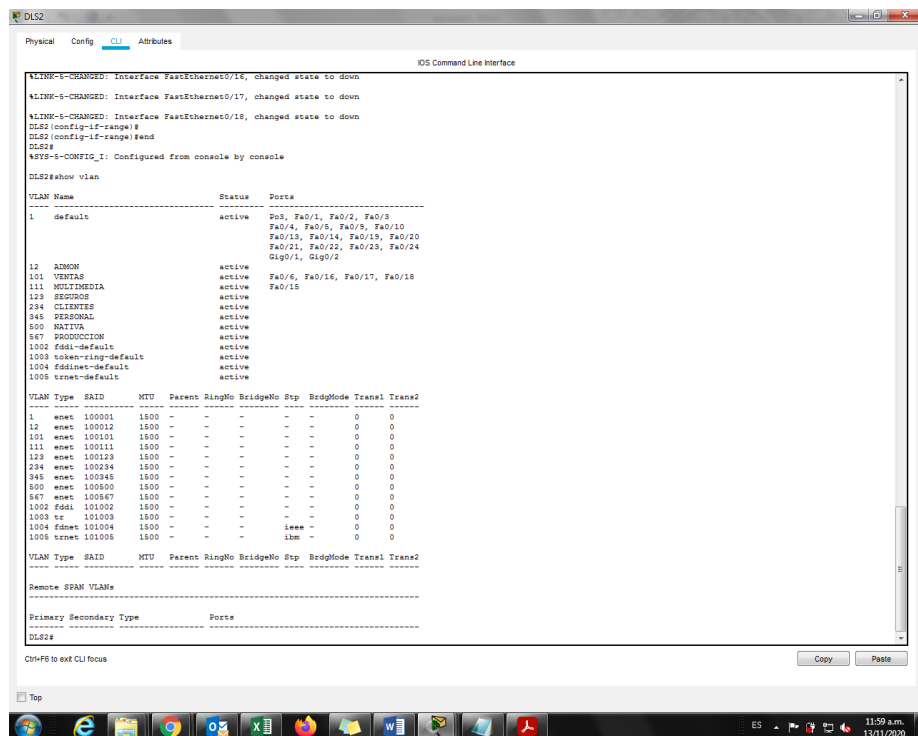 DLS2
Physical Config CLI Attributes
IOS Command Line Interface
%LINK-5-CHANGED: Interface FastEthernet0/16, changed state to down
%LINK-5-CHANGED: Interface FastEthernet0/17, changed state to down
%LINK-5-CHANGED: Interface FastEthernet0/18, changed state to down
DLS2(config-if-range)#
DLS2(config-if-range)#end
DLS2#
%SYS-5-CONFIG_I: Configured from console by console
DLS2#show vlan
VLAN Name Status Ports
---- -------------------------------- --------- -------------------------------
1 default active Po3, Fa0/1, Fa0/2, Fa0/3
Fa0/4, Fa0/5, Fa0/9, Fa0/10
Fa0/13, Fa0/14, Fa0/19, Fa0/20
Fa0/21, Fa0/22, Fa0/23, Fa0/24
Gig0/1, Gig0/2
12 ADMON active
101 VENTAS active Fa0/6, Fa0/16, Fa0/17, Fa0/18
111 MULTIMEDIA active Fa0/15
123 SEGUROS active
234 CLIENTES active
345 PERSONAL active
500 NATIVA active
567 PRODUCCION active
1002 fddi-default active
1003 token-ring-default active
1004 fddinet-default active
1005 trnet-default active
VLAN Type SAID MTU Parent RingNo BridgeNo Stp BrdgMode Trans1 Trans2
---- ----- ---------- ----- ------ ------ -------- ---- -------- ------ ------
1 enet 100001 1500 - - - - - 0 0
12 enet 100012 1500 - - - - - 0 0
101 enet 100101 1500 - - - - - 0 0
111 enet 100111 1500 - - - - - 0 0
123 enet 100123 1500 - - - - - 0 0
234 enet 100234 1500 - - - - - 0 0
345 enet 100345 1500 - - - - - 0 0
500 enet 100500 1500 - - - - - 0 0
567 enet 100567 1500 - - - - - 0 0
1002 fddi 101002 1500 - - - - - 0 0
1003 tr 101003 1500 - - - - - 0 0
1004 fdnet 101004 1500 - - - ieee - 0 0
1005 trnet 101005 1500 - - - ibm - 0 0
VLAN Type SAID MTU Parent RingNo BridgeNo Stp BrdgMode Trans1 Trans2
---- ----- ---------- ----- ------ ------ -------- ---- -------- ------ ------
Remote SPAN VLANs
------------------------------------------------------------------------------
Primary Secondary Type Ports
------- --------- ----------------- ------------------------------------------
DLS2#
Ctrl+F6 to exit CLI focus
Copy Paste
Top
ES 11:59 a.m.
13/11/2020